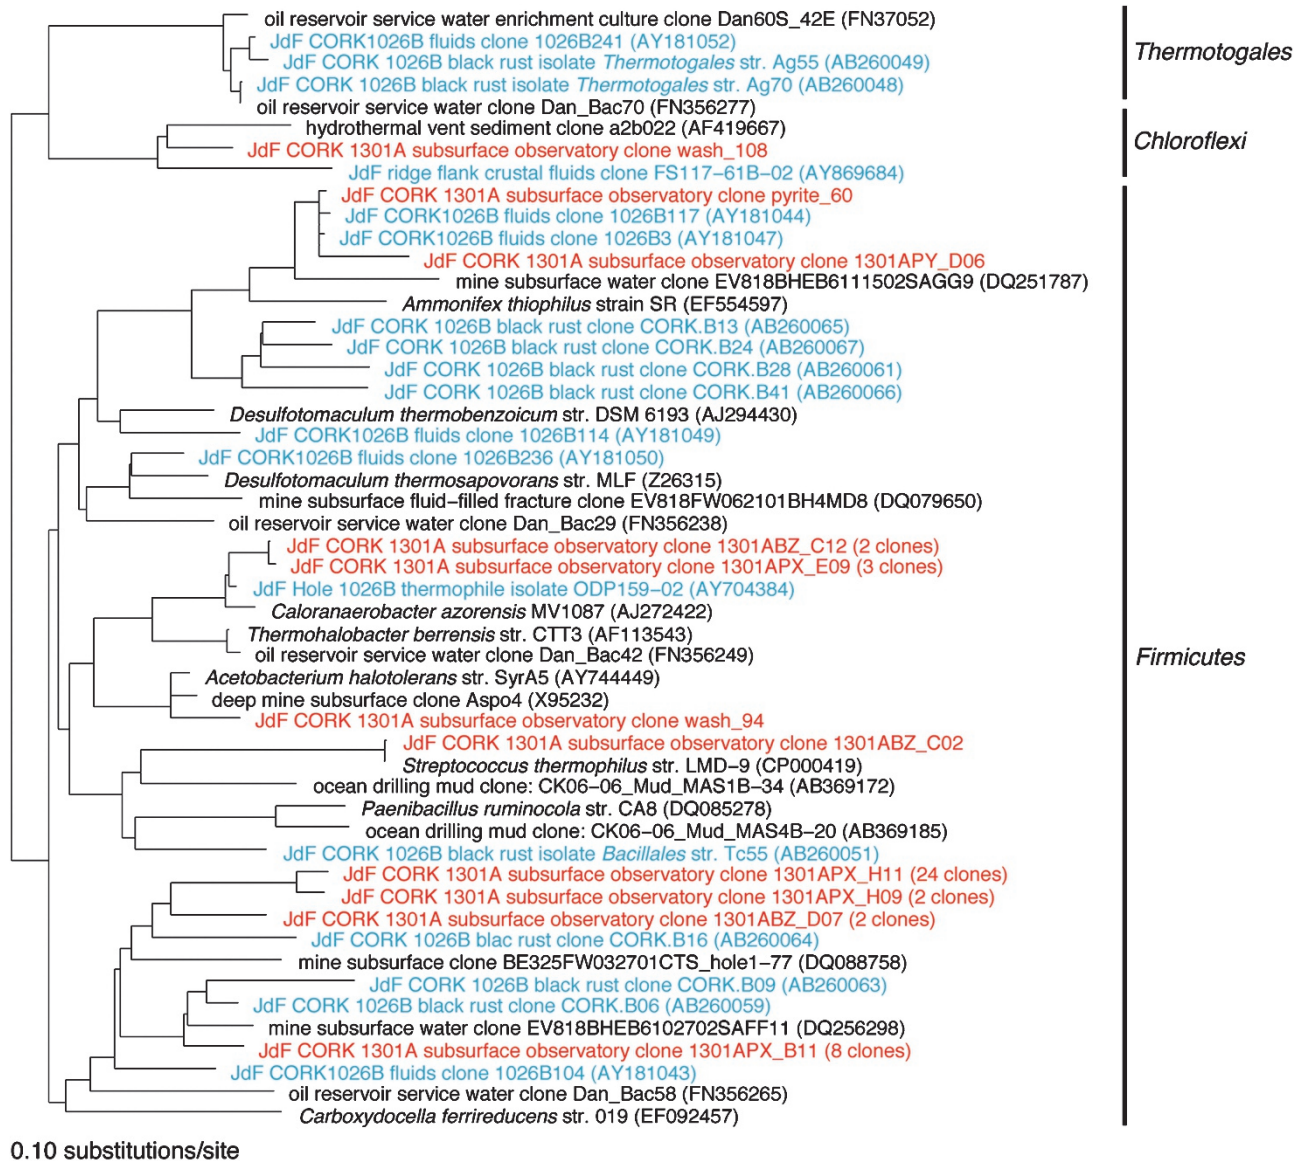 oil reservoir service water enrichment culture clone Dan60S_42E (FN37052)
JdF CORK1026B fluids clone 1026B241 (AY181052)
JdF CORK 1026B black rust isolate Thermotogales str. Ag55 (AB260049)
JdF CORK 1026B black rust isolate Thermotogales str. Ag70 (AB260048)
oil reservoir service water clone Dan_Bac70 (FN356277)
Thermotogales
hydrothermal vent sediment clone a2b022 (AF419667)
JdF CORK 1301A subsurface observatory clone wash_108
JdF ridge flank crustal fluids clone FS117-61B-02 (AY869684)
Chloroflexi
JdF CORK 1301A subsurface observatory clone pyrite_60
JdF CORK1026B fluids clone 1026B117 (AY181044)
JdF CORK1026B fluids clone 1026B3 (AY181047)
JdF CORK 1301A subsurface observatory clone 1301APY_D06
mine subsurface water clone EV818BHEB6111502SAGG9 (DQ251787)
Ammonifex thiophilus strain SR (EF554597)
JdF CORK 1026B black rust clone CORK.B13 (AB260065)
JdF CORK 1026B black rust clone CORK.B24 (AB260067)
JdF CORK 1026B black rust clone CORK.B28 (AB260061)
JdF CORK 1026B black rust clone CORK.B41 (AB260066)
Desulfotomaculum thermobenzoicum str. DSM 6193 (AJ294430)
JdF CORK1026B fluids clone 1026B114 (AY181049)
JdF CORK1026B fluids clone 1026B236 (AY181050)
Desulfotomaculum thermosapovorans str. MLF (Z26315)
mine subsurface fluid-filled fracture clone EV818FW062101BH4MD8 (DQ079650)
oil reservoir service water clone Dan_Bac29 (FN356238)
JdF CORK 1301A subsurface observatory clone 1301ABZ_C12 (2 clones)
JdF CORK 1301A subsurface observatory clone 1301APX_E09 (3 clones)
JdF Hole 1026B thermophile isolate ODP159-02 (AY704384)
Caloranaerobacter azorensis MV1087 (AJ272422)
Thermohalobacter berrensis str. CTT3 (AF113543)
oil reservoir service water clone Dan_Bac42 (FN356249)
Firmicutes
Acetobacterium halotolerans str. SyrA5 (AY744449)
deep mine subsurface clone Aspo4 (X95232)
JdF CORK 1301A subsurface observatory clone wash_94
JdF CORK 1301A subsurface observatory clone 1301ABZ_C02
Streptococcus thermophilus str. LMD-9 (CP000419)
ocean drilling mud clone: CK06-06_Mud_MAS1B-34 (AB369172)
Paenibacillus ruminocola str. CA8 (DQ085278)
ocean drilling mud clone: CK06-06_Mud_MAS4B-20 (AB369185)
JdF CORK 1026B black rust isolate Bacillales str. Tc55 (AB260051)
JdF CORK 1301A subsurface observatory clone 1301APX_H11 (24 clones)
JdF CORK 1301A subsurface observatory clone 1301APX_H09 (2 clones)
JdF CORK 1301A subsurface observatory clone 1301ABZ_D07 (2 clones)
JdF CORK 1026B blac rust clone CORK.B16 (AB260064)
mine subsurface clone BE325FW032701CTS_hole1-77 (DQ088758)
JdF CORK 1026B black rust clone CORK.B09 (AB260063)
JdF CORK 1026B black rust clone CORK.B06 (AB260059)
mine subsurface water clone EV818BHEB6102702SAFF11 (DQ256298)
JdF CORK 1301A subsurface observatory clone 1301APX_B11 (8 clones)
JdF CORK1026B fluids clone 1026B104 (AY181043)
oil reservoir service water clone Dan_Bac58 (FN356265)
Carboxydocella ferrireducens str. 019 (EF092457)
0.10 substitutions/site